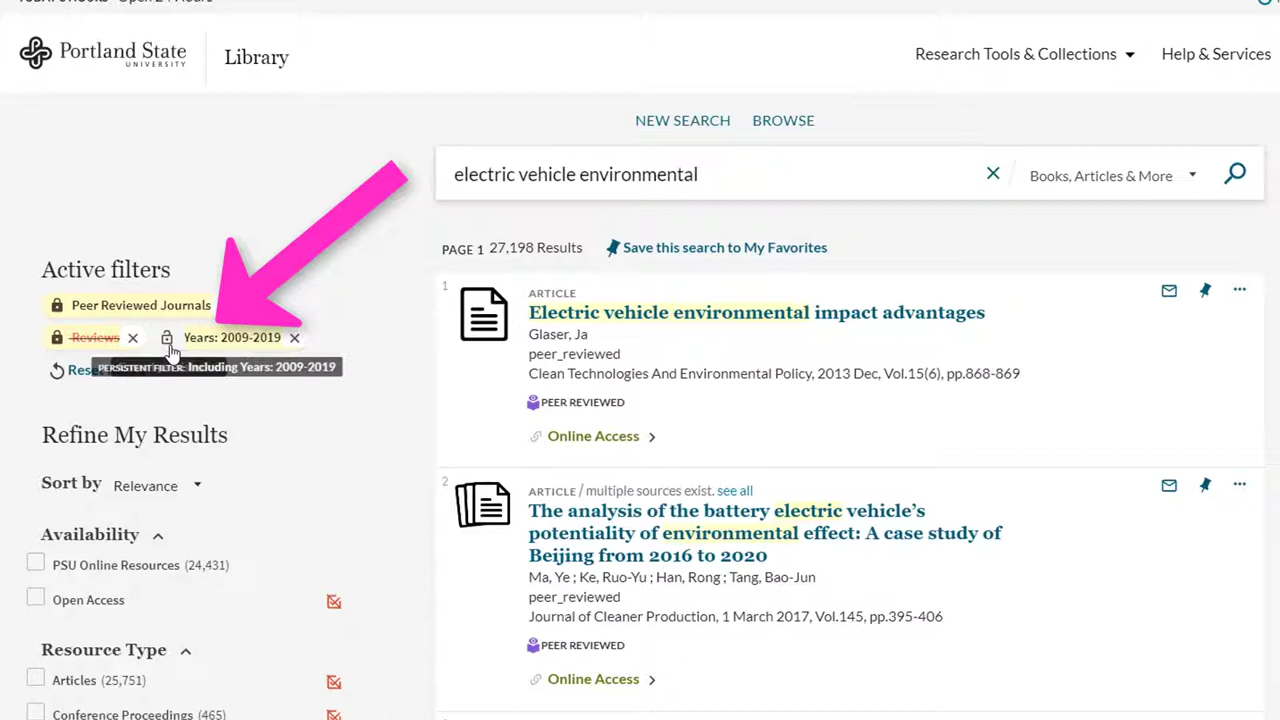 Portland State
UNIVERSITY
Library
Research Tools & Collections
Help & Services
NEW SEARCH
BROWSE
electric vehicle environmental
Books, Articles & More
PAGE 1 27,198 Results
Save this search to My Favorites
Active filters
Peer Reviewed Journals
Reviews
Years: 2009-2019
PERSISTENT FILTER: Including Years: 2009-2019
Refine My Results
Sort by Relevance
Availability
PSU Online Resources (24,431)
Open Access
Resource Type
Articles (25,751)
Conference Proceedings (465)
1
ARTICLE
Electric vehicle environmental impact advantages
Glaser, Ja
peer_reviewed
Clean Technologies And Environmental Policy, 2013 Dec, Vol.15(6), pp.868-869
PEER REVIEWED
Online Access
2
ARTICLE / multiple sources exist. see all
The analysis of the battery electric vehicle's
potentiality of environmental effect: A case study of
Beijing from 2016 to 2020
Ma, Ye ; Ke, Ruo-Yu ; Han, Rong ; Tang, Bao-Jun
peer_reviewed
Journal of Cleaner Production, 1 March 2017, Vol.145, pp.395-406
PEER REVIEWED
Online Access